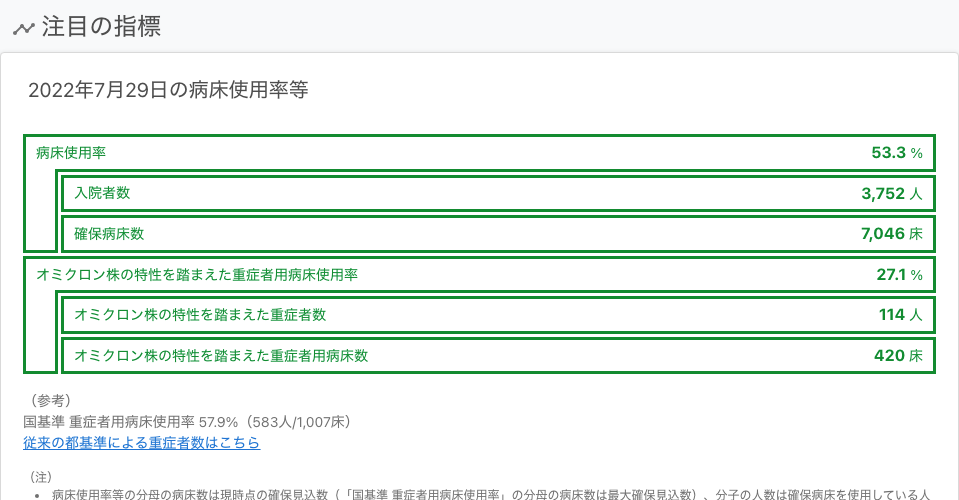 注目の指標
2022年7月29日の病床使用率等
病床使用率 53.3 %
入院者数 3,752 人
確保病床数 7,046 床
オミクロン株の特性を踏まえた重症者用病床使用率 27.1 %
オミクロン株の特性を踏まえた重症者数 114 人
オミクロン株の特性を踏まえた重症者用病床数 420 床
（参考）
国基準 重症者用病床使用率 57.9%（583人/1,007床）
従来の都基準による重症者数はこちら
（注）
• 病床使用率等の分母の病床数は現時点の確保見込数（「国基準 重症者用病床使用率」の分母の病床数は最大確保見込数）、分子の人数は確保病床を使用している人